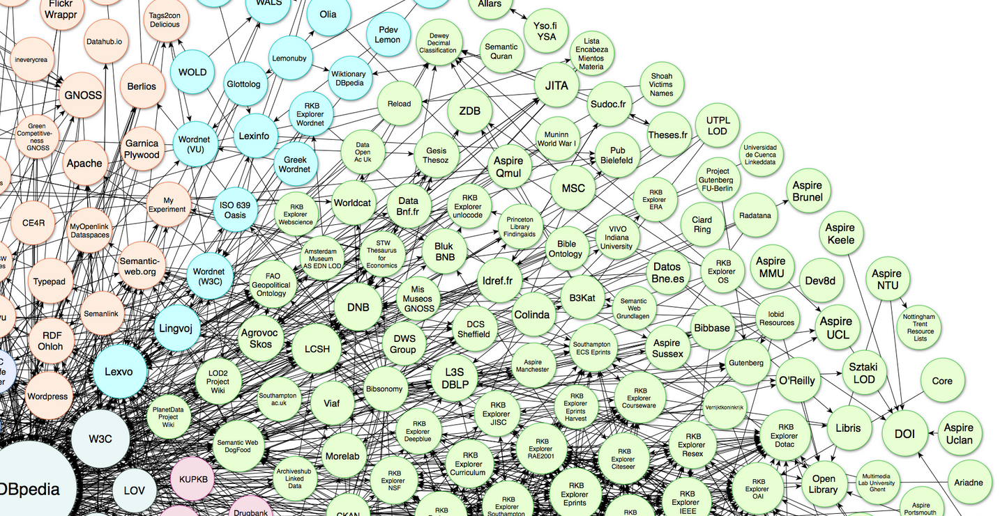 Flickr
Wrappr
Tags2con
Delicious
WALS
Olia
Pdev
Lemon
Allars
Yso.fi
YSA
Dewey
Decimal
Classification
Semantic
Quran
Lista
Encabeza
Mientos
Materia
Datahub.io
ineverycrea
WOLD
Lemonuby
Glottolog
Wiktionary
DBpedia
JITA
Shoah
Victims
Names
GNOSS
Berlios
Reload
ZDB
Sudoc.fr
RKB
Explorer
Wordnet
Green
Competitive-
ness
GNOSS
Garnica
Plywood
Wordnet
(VU)
Lexinfo
Muninn
World War I
Theses.fr
UTPL
LOD
Apache
Greek
Wordnet
Data
Open
Ac Uk
Gesis
Thesoz
Aspire
Qmul
Pub
Bielefeld
Universidad
de Cuenca
Linkeddata
Project
Gutenberg
FU-Berlin
MSC
Aspire
Brunel
My
Experiment
ISO 639
Oasis
RKB
Explorer
Webscience
Worldcat
Data
Bnf.fr
RKB
Explorer
unlocode
RKB
Explorer
ERA
Radatana
CE4R
MyOpenlink
Dataspaces
Princeton
Library
Findingaids
VIVO
Indiana
University
Ciard
Ring
Aspire
Keele
Semantic-
web.org
Amsterdam
Museum
AS EDN LOD
STW
Thesaurus
for
Economics
Bluk
BNB
Bible
Ontology
Typepad
Wordnet
(W3C)
FAO
Geopolitical
Ontology
Idref.fr
Datos
Bne.es
RKB
Explorer
OS
Aspire
MMU
Dev8d
Aspire
NTU
Semanlink
DNB
Mis
Museos
GNOSS
B3Kat
Semantic
Web
Grundlagen
Colinda
lobid
Resources
Lingvoj
RDF
Ohloh
Agrovoc
Skos
LCSH
DWS
Group
DCS
Sheffield
Southampton
ECS Eprints
Bibbase
Aspire
Sussex
Aspire
UCL
Nottingham
Trent
Resource
Lists
Lexvo
LOD2
Project
Wiki
L3S
DBLP
Aspire
Manchester
Gutenberg
O'Reilly
Sztaki
LOD
Core
Wordpress
PlanetData
Project
Wiki
Southampton
ac.uk
Viaf
Bibsonomy
RKB
Explorer
JISC
RKB
Explorer
Eprints
Harvest
RKB
Explorer
Courseware
Verrijktkoninkrijk
W3C
Semantic Web
DogFood
Morelab
RKB
Explorer
Deepblue
RKB
Explorer
RAE2001
RKB
Explorer
Citeseer
RKB
Explorer
Resex
RKB
Explorer
Dotac
Libris
DOI
Aspire
Uclan
DBpedia
LOV
KUPKB
Archiveshub
Linked
Data
RKB
Explorer
NSF
RKB
Explorer
Curriculum
RKB
Explorer
Eprints
RKB
Explorer
IEEE
RKB
Explorer
OAI
Open
Library
Multimedia
Lab University
Ghent
Ariadne
Drugbank
CKAN
RKB
RKB
Explorer
Southampton
RKB
Aspire
Portsmouth